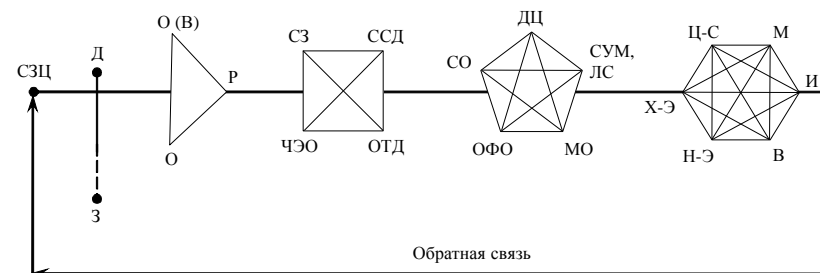 СЗЦ
Д
З
О (В)
О
Р
СЗ
ССД
ЧЭО
ОТД
ДЦ
СО
СУМ,
ЛС
ОФО
МО
Ц-С
М
Х-Э
И
Н-Э
В
Обратная связь